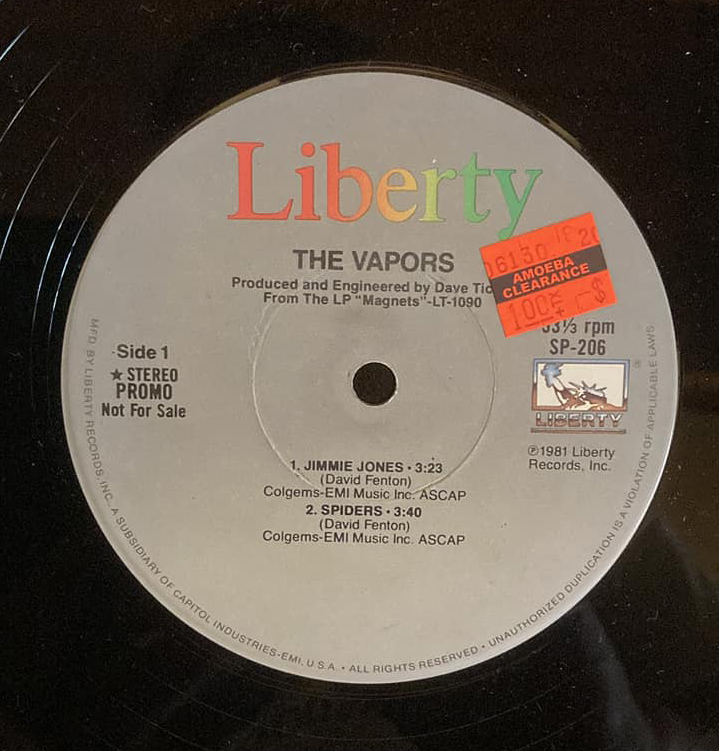 Liberty
THE VAPORS
Produced and Engineered by Dave
From The LP "Magnets"-LT-1090
06130
AMOEBA
CLEARANCE
33⅓ rpm
SP-206
LIBERTY
®
℗1981 Liberty
Records, Inc.
Side 1
★ STEREO
PROMO
Not For Sale
1. JIMMIE JONES • 3:23
(David Fenton)
Colgems-EMI Music Inc. ASCAP
2. SPIDERS • 3:40
(David Fenton)
Colgems-EMI Music Inc. ASCAP
MFD. BY LIBERTY RECORDS, INC. A SUBSIDIARY OF CAPITOL INDUSTRIES-EMI, U.S.A. • ALL RIGHTS RESERVED • UNAUTHORIZED DUPLICATION IS A VIOLATION OF APPLICABLE LAWS